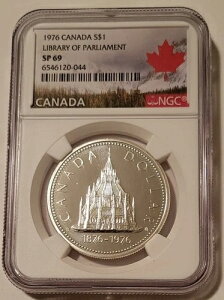 1976 CANADA S$1
LIBRARY OF PARLIAMENT
SP 69
6546120-044
CANADA
NGC
CANADA DOLLAR
1876-1976